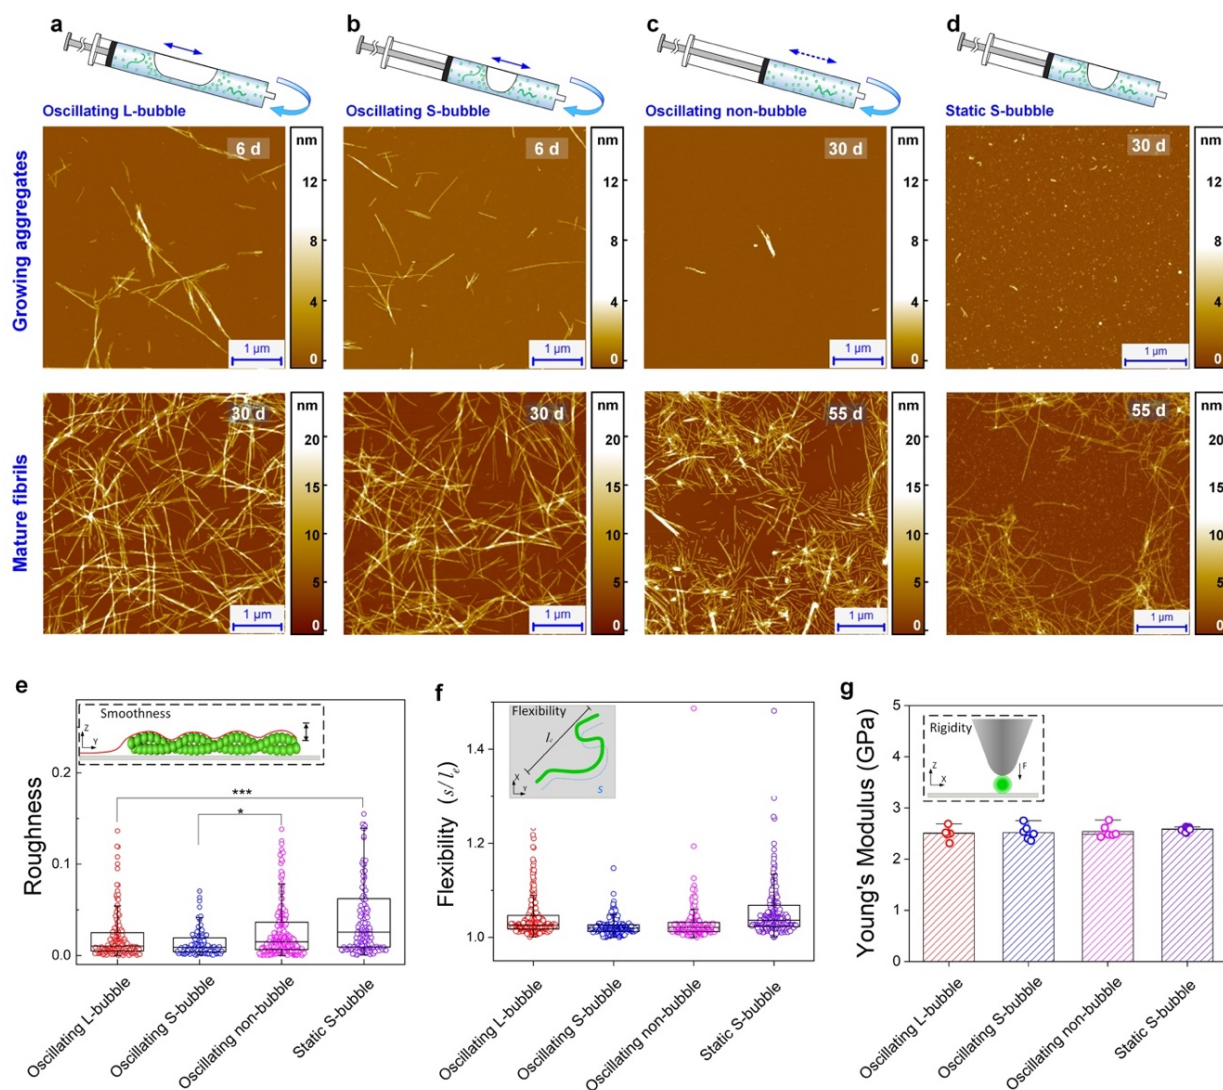 a b c d
Oscillating L-bubble Oscillating S-bubble Oscillating non-bubble Static S-bubble
Growing aggregates
6 d
1 µm
nm
12
8
4
0
6 d
1 µm
nm
12
8
4
0
30 d
1 µm
nm
12
8
4
0
30 d
1 µm
nm
12
8
4
0
Mature fibrils
30 d
1 µm
nm
20
15
10
5
0
30 d
1 µm
nm
20
15
10
5
0
55 d
1 µm
nm
20
15
10
5
0
55 d
1 µm
nm
20
15
10
5
0
e
Smoothness
Z
Y
Roughness
0.2
0.1
0.0
***
*
Oscillating L-bubble
Oscillating S-bubble
Oscillating non-bubble
Static S-bubble
f
Flexibility
lₑ
s
X
Y
Flexibility (s/lₑ)
1.4
1.2
1.0
Oscillating L-bubble
Oscillating S-bubble
Oscillating non-bubble
Static S-bubble
g
Rigidity
F
Z
X
Young's Modulus (GPa)
5
4
3
2
1
0
Oscillating L-bubble
Oscillating S-bubble
Oscillating non-bubble
Static S-bubble